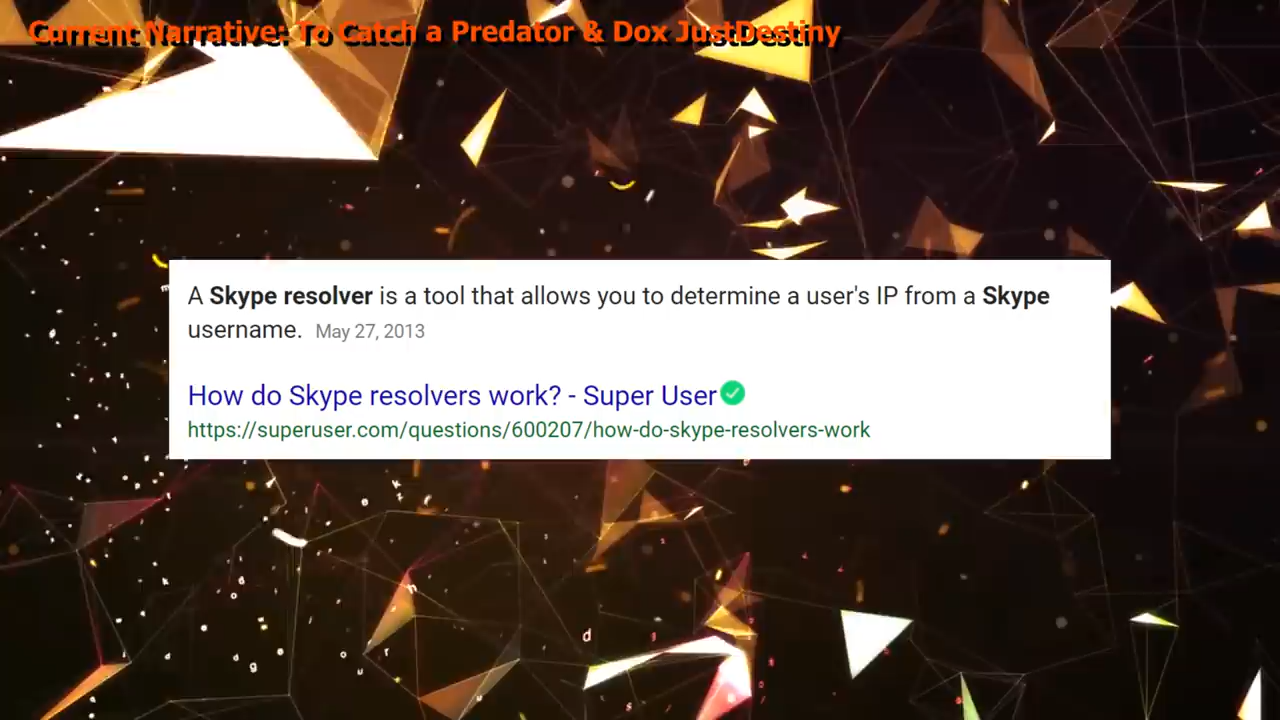 Current Narrative: To Catch a Predator & Dox JustDestiny
A Skype resolver is a tool that allows you to determine a user's IP from a Skype
username. May 27, 2013
How do Skype resolvers work? - Super User
https://superuser.com/questions/600207/how-do-skype-resolvers-work